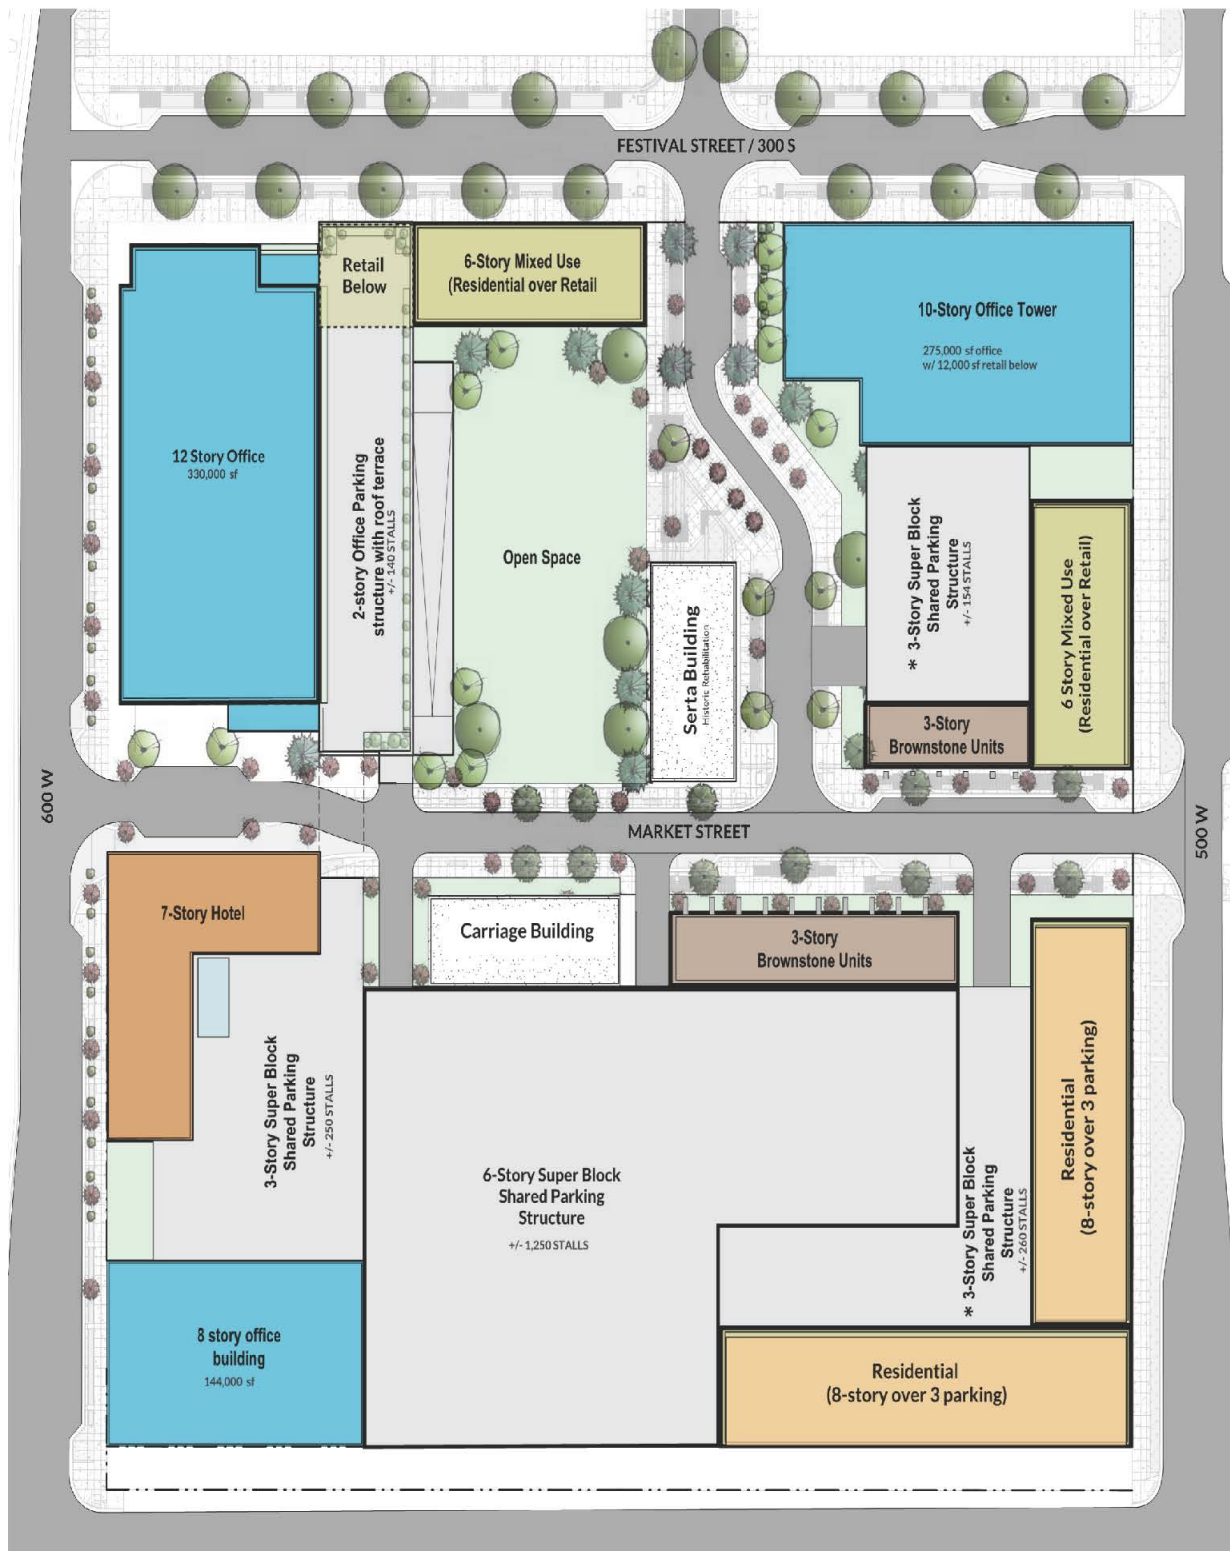 FESTIVAL STREET / 300 S
Retail
Below
6-Story Mixed Use
(Residential over Retail
10-Story Office Tower
275,000 sf office
w/ 12,000 sf retail below
12 Story Office
330,000 sf
2-story Office Parking
structure with roof terrace
+/- 140 STALLS
Open Space
Serta Building
Historic Rehabilitation
* 3-Story Super Block
Shared Parking
Structure
+/- 154 STALLS
6 Story Mixed Use
(Residential over Retail)
3-Story
Brownstone Units
600 W
MARKET STREET
500 W
7-Story Hotel
Carriage Building
3-Story
Brownstone Units
3-Story Super Block
Shared Parking
Structure
+/- 250 STALLS
6-Story Super Block
Shared Parking
Structure
+/- 1,250 STALLS
* 3-Story Super Block
Shared Parking
Structure
+/- 260 STALLS
Residential
(8-story over 3 parking)
8 story office
building
144,000 sf
Residential
(8-story over 3 parking)